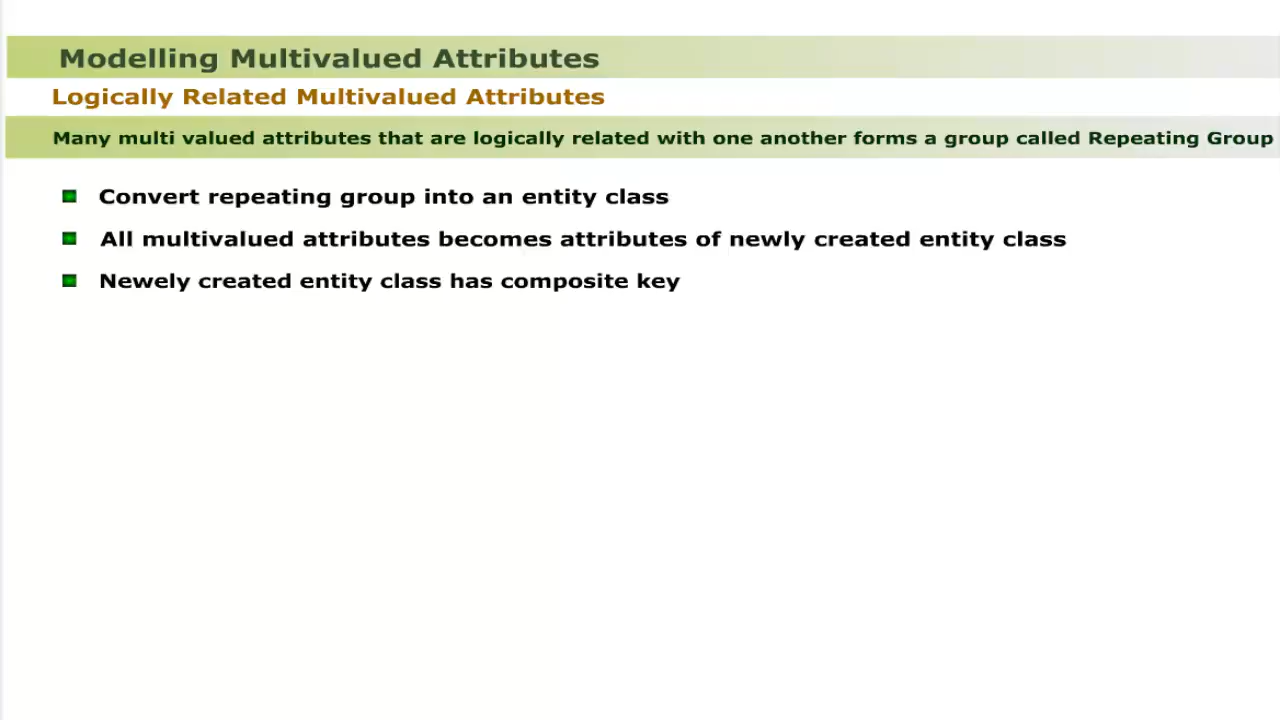 Modelling Multivalued Attributes
Logically Related Multivalued Attributes
Many multi valued attributes that are logically related with one another forms a group called Repeating Group
Convert repeating group into an entity class
All multivalued attributes becomes attributes of newly created entity class
Newely created entity class has composite key